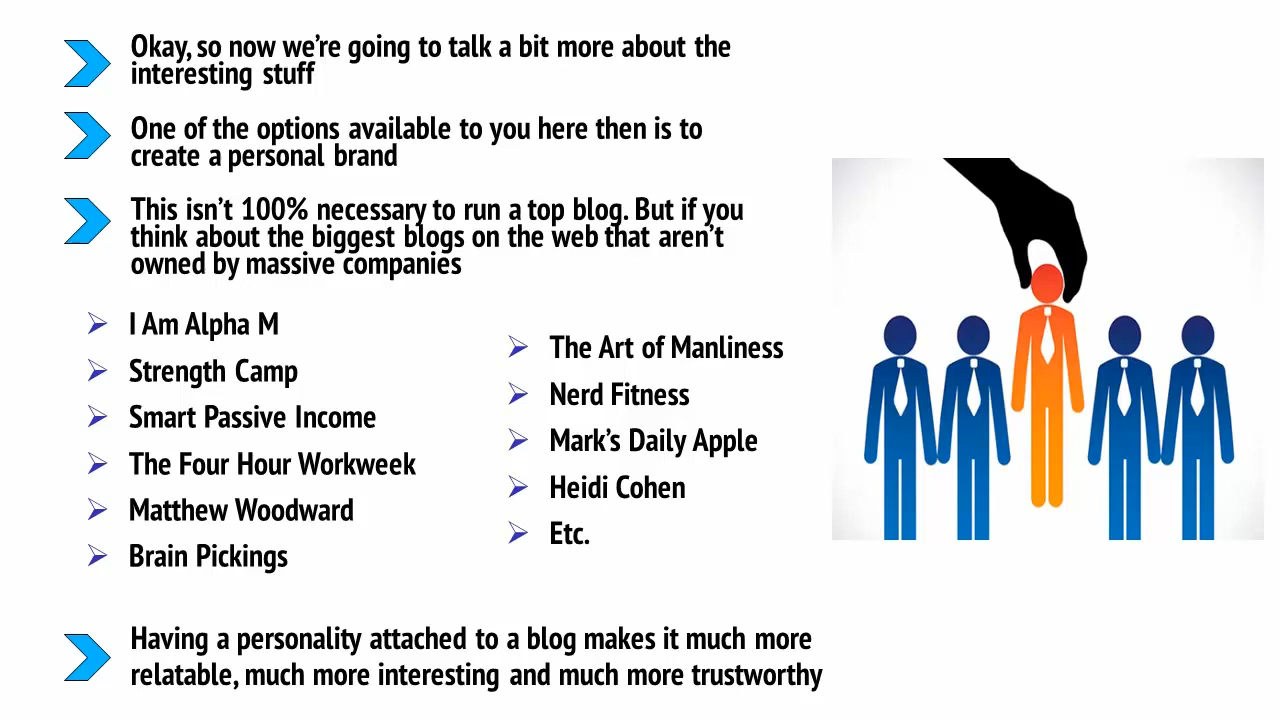 Okay, so now we're going to talk a bit more about the
interesting stuff
One of the options available to you here then is to
create a personal brand
This isn't 100% necessary to run a top blog. But if you
think about the biggest blogs on the web that aren't
owned by massive companies
I Am Alpha M
Strength Camp
Smart Passive Income
The Four Hour Workweek
Matthew Woodward
Brain Pickings
The Art of Manliness
Nerd Fitness
Mark's Daily Apple
Heidi Cohen
Etc.
Having a personality attached to a blog makes it much more
relatable, much more interesting and much more trustworthy